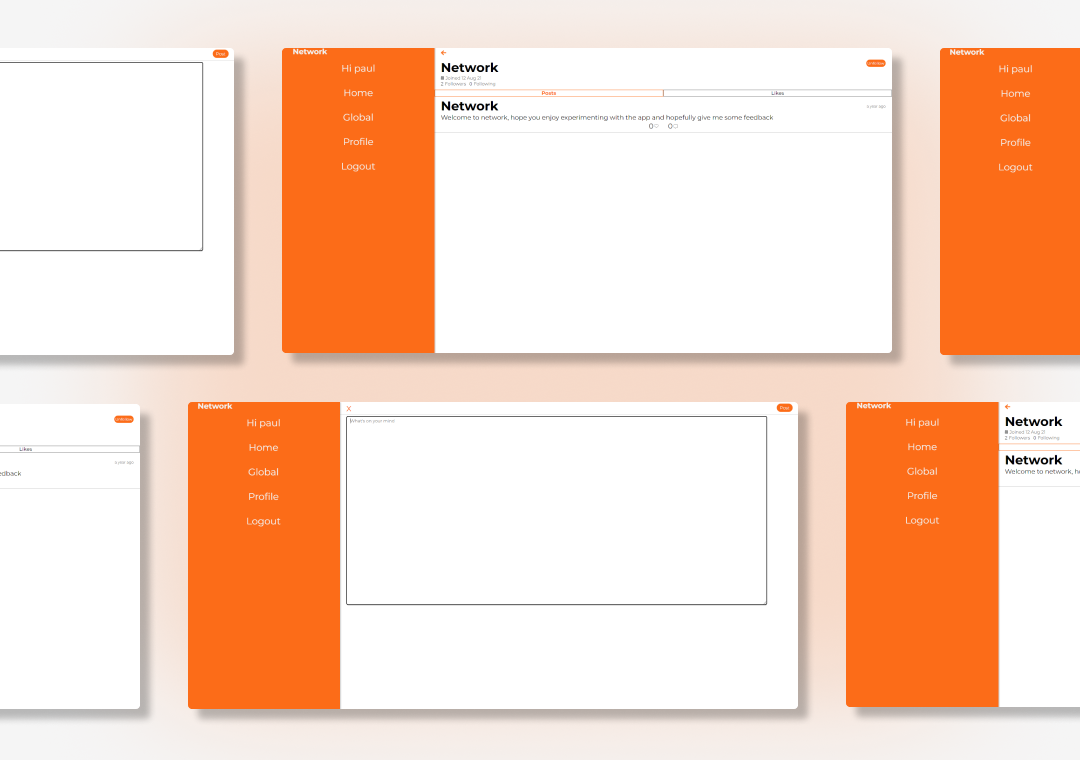 Post
Network
Hi paul
Home
Global
Profile
Logout
Network
Joined 12 Aug 21
2 Followers 0 Following
Posts Likes
Network
a year ago
Welcome to network, hope you enjoy experimenting with the app and hopefully give me some feedback
0 0
Network
Hi paul
Home
Global
Profile
Logout
Likes
a year ago
edback
Network
Hi paul
Home
Global
Profile
Logout
X
Post
What's on your mind
Network
Hi paul
Home
Global
Profile
Logout
Network
Joined 12 Aug 21
2 Followers 0 Following
Network
Welcome to network, h